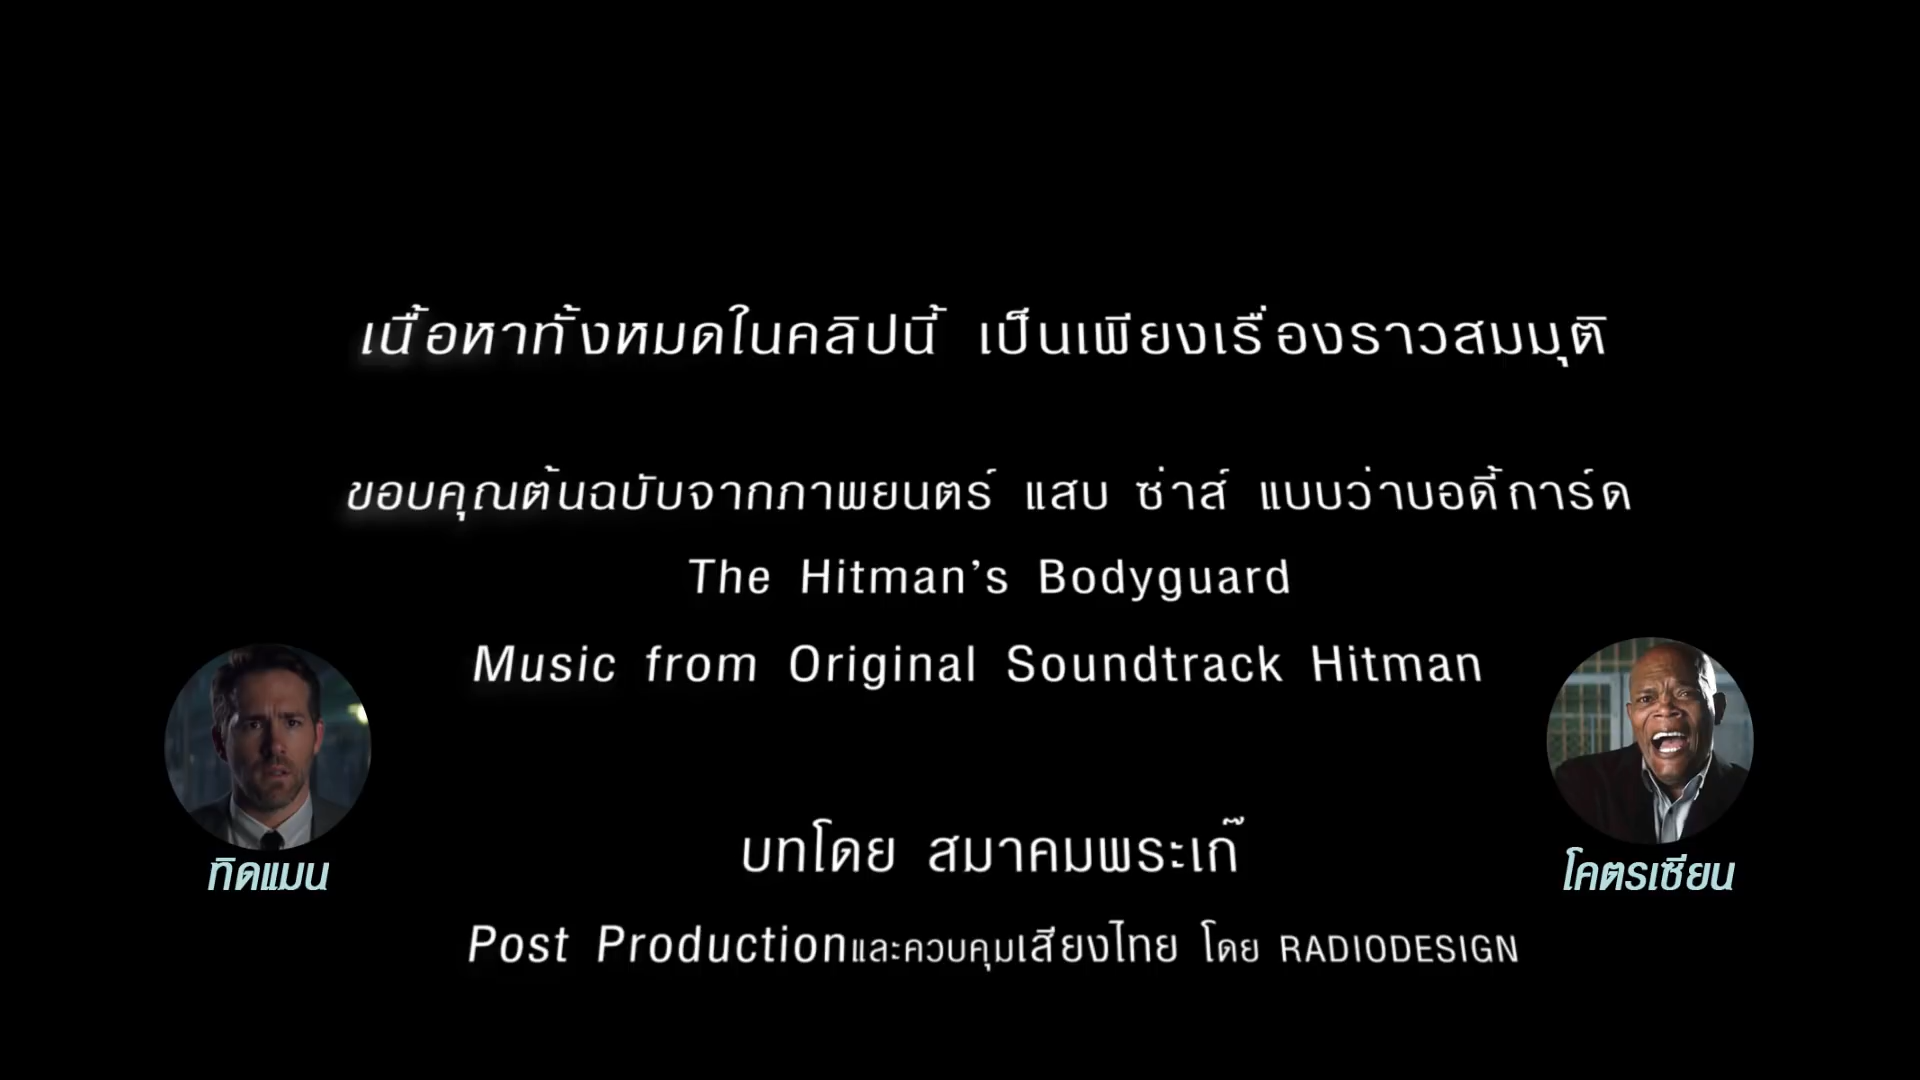 เนื้อหาทั้งหมดในคลิปนี้ เป็นเพียงเรื่องราวสมมุติ
ขอบคุณต้นฉบับจากภาพยนตร์ แสบ ซ่าส์ แบบว่าบอดี้การ์ด
The Hitman’s Bodyguard
Music from Original Soundtrack Hitman
บทโดย สมาคมพระเก๊
ทิดแมน
โคตรเซียน
Post Productionและควบคุมเสียงไทย โดย RADIODESIGN